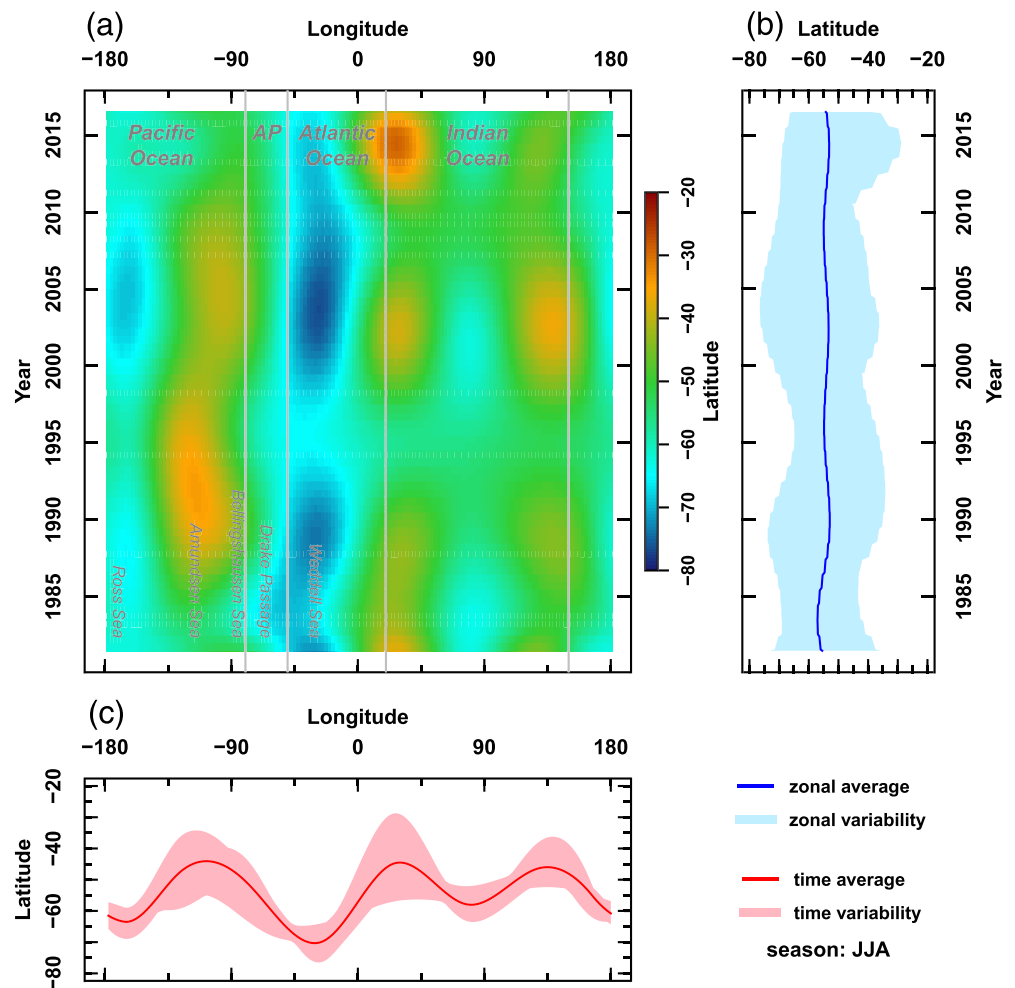 (a)
Longitude
−180 −90 0 90 180
Year
2015
2010
2005
2000
1995
1990
1985
Pacific Ocean
AP
Atlantic Ocean
Indian Ocean
Ross Sea
Amundsen Sea
Bellingshausen Sea
Drake Passage
Weddell Sea
−20
−30
−40
−50
−60
−70
−80
Latitude
(b)
Latitude
−80 −60 −40 −20
2015
2010
2005
2000
1995
1990
1985
Year
(c)
Longitude
−180 −90 0 90 180
Latitude
−20
−40
−60
−80
zonal average
zonal variability
time average
time variability
season: JJA